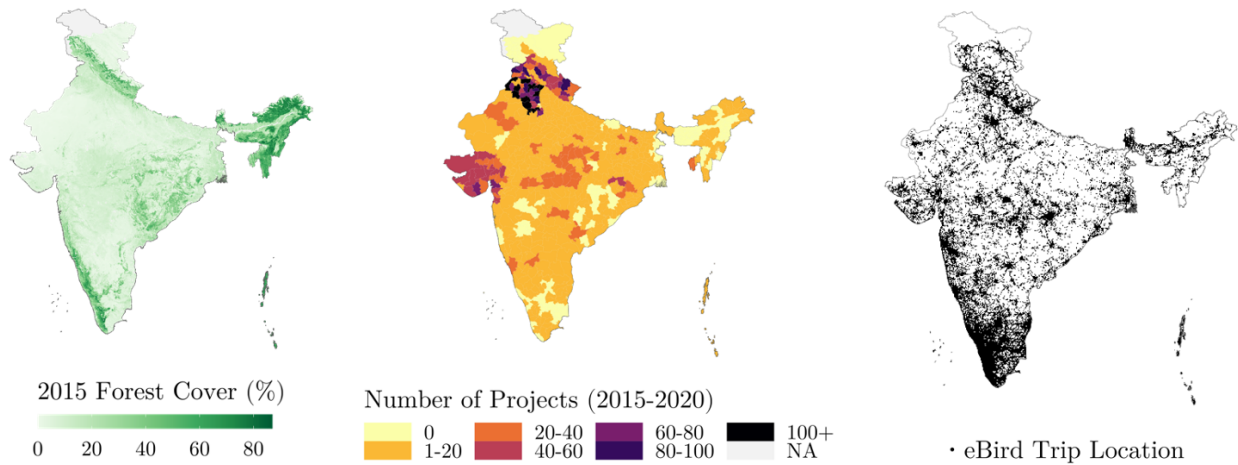 2015 Forest Cover (%)
0 20 40 60 80
Number of Projects (2015-2020)
0 20-40 60-80 100+
1-20 40-60 80-100 NA
eBird Trip Location